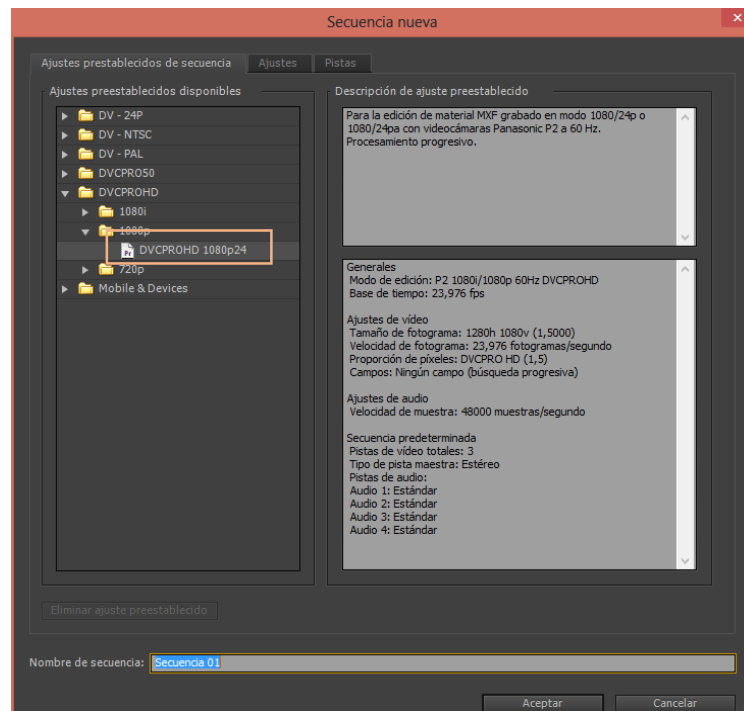 Secuencia nueva
Ajustes prestablecidos de secuencia
Ajustes
Pistas
Ajustes preestablecidos disponibles
DV - 24P
DV - NTSC
DV - PAL
DVCPRO50
DVCPROHD
1080i
1080p
Pr DVCPROHD 1080p24
720p
Mobile & Devices
Descripción de ajuste preestablecido
Para la edición de material MXF grabado en modo 1080/24p o
1080/24pa con videocámaras Panasonic P2 a 60 Hz.
Procesamiento progresivo.
Generales
Modo de edición: P2 1080i/1080p 60Hz DVCPROHD
Base de tiempo: 23,976 fps
Ajustes de vídeo
Tamaño de fotograma: 1280h 1080v (1,5000)
Velocidad de fotograma: 23,976 fotogramas/segundo
Proporción de píxeles: DVCPRO HD (1,5)
Campos: Ningún campo (búsqueda progresiva)
Ajustes de audio
Velocidad de muestra: 48000 muestras/segundo
Secuencia predeterminada
Pistas de vídeo totales: 3
Tipo de pista maestra: Estéreo
Pistas de audio:
Audio 1: Estándar
Audio 2: Estándar
Audio 3: Estándar
Audio 4: Estándar
Eliminar ajuste preestablecido
Nombre de secuencia: Secuencia 01
Aceptar
Cancelar